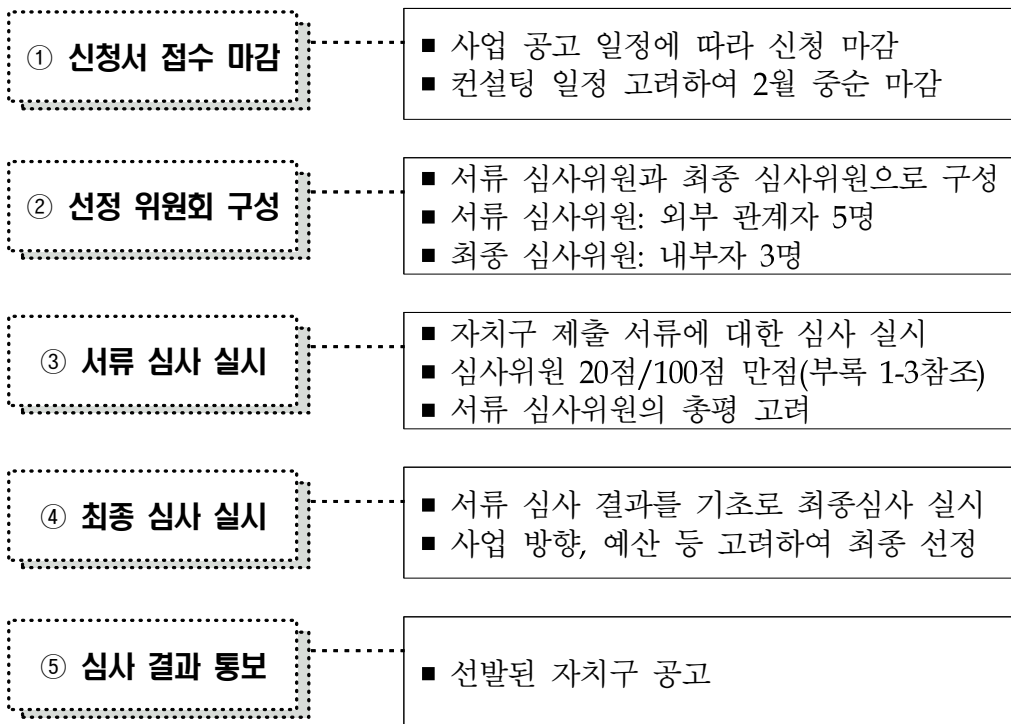 ① 신청서 접수 마감
■ 사업 공고 일정에 따라 신청 마감
■ 컨설팅 일정 고려하여 2월 중순 마감
② 선정 위원회 구성
■ 서류 심사위원과 최종 심사위원으로 구성
■ 서류 심사위원: 외부 관계자 5명
■ 최종 심사위원: 내부자 3명
③ 서류 심사 실시
■ 자치구 제출 서류에 대한 심사 실시
■ 심사위원 20점/100점 만점(부록 1-3참조)
■ 서류 심사위원의 총평 고려
④ 최종 심사 실시
■ 서류 심사 결과를 기초로 최종심사 실시
■ 사업 방향, 예산 등 고려하여 최종 선정
⑤ 심사 결과 통보
■ 선발된 자치구 공고